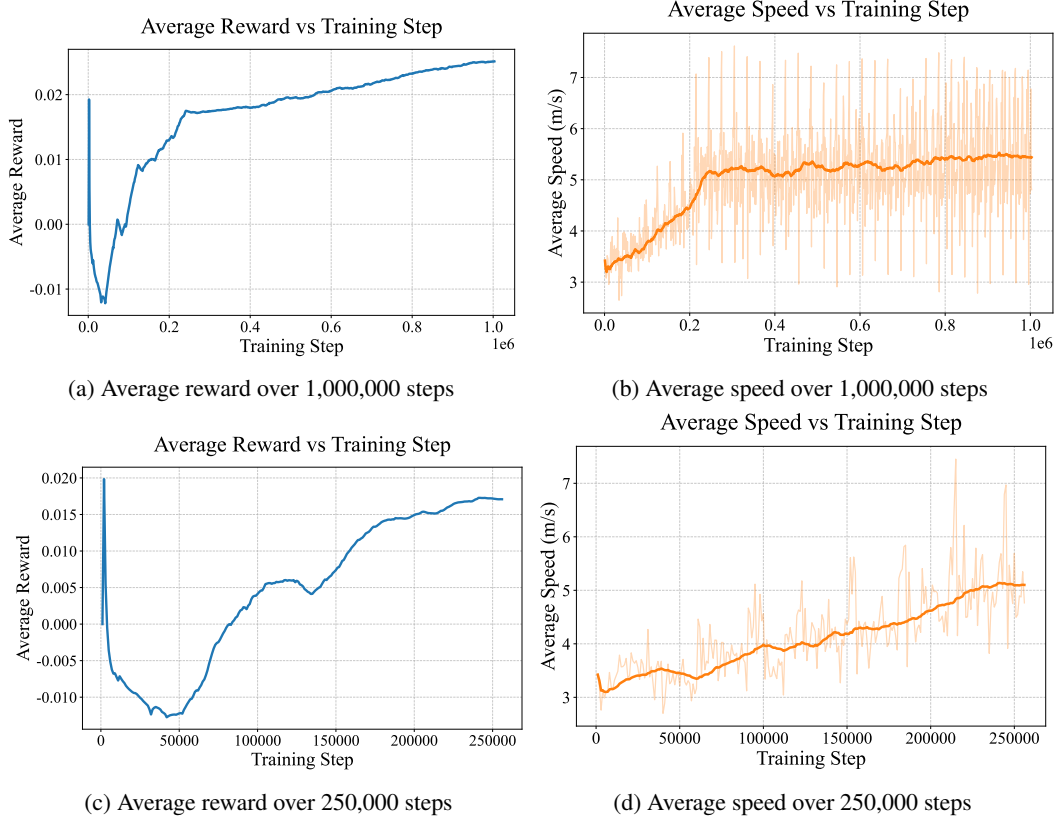 Average Reward vs Training Step
Average Reward
0.02
0.01
0.00
-0.01
0.0 0.2 0.4 0.6 0.8 1.0
1e6
Training Step
(a) Average reward over 1,000,000 steps
Average Speed vs Training Step
Average Speed (m/s)
7
6
5
4
3
0.0 0.2 0.4 0.6 0.8 1.0
1e6
Training Step
(b) Average speed over 1,000,000 steps
Average Reward vs Training Step
Average Reward
0.020
0.015
0.010
0.005
0.000
-0.005
-0.010
0 50000 100000 150000 200000 250000
Training Step
(c) Average reward over 250,000 steps
Average Speed vs Training Step
Average Speed (m/s)
7
6
5
4
3
0 50000 100000 150000 200000 250000
Training Step
(d) Average speed over 250,000 steps